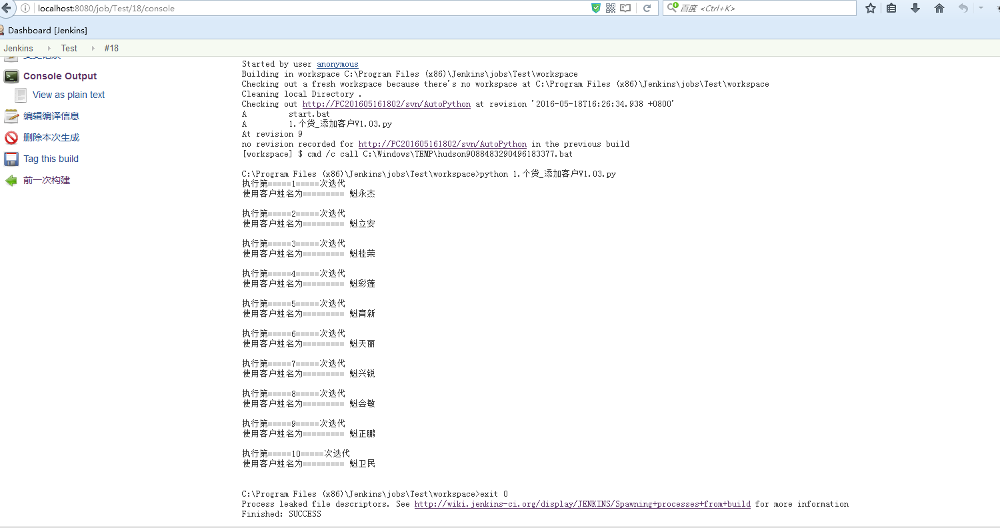 localhost:8080/job/Test/18/console
百度 <Ctrl+K>
Dashboard [Jenkins]
Jenkins Test #18
变更记录
Console Output
View as plain text
编辑编译信息
删除本次生成
Tag this build
前一次构建
Started by user anonymous
Building in workspace C:\Program Files (x86)\Jenkins\jobs\Test\workspace
Checking out a fresh workspace because there's no workspace at C:\Program Files (x86)\Jenkins\jobs\Test\workspace
Cleaning local Directory .
Checking out http://PC201605161802/svn/AutoPython at revision '2016-05-18T16:26:34.938 +0800'
A start.bat
A 1.个贷_添加客户V1.03.py
At revision 9
no revision recorded for http://PC201605161802/svn/AutoPython in the previous build
[workspace] $ cmd /c call C:\Windows\TEMP\hudson9088483290496183377.bat
C:\Program Files (x86)\Jenkins\jobs\Test\workspace>python 1.个贷_添加客户V1.03.py
执行第=====1=====次迭代
使用客户姓名为========= 魁永杰
执行第=====2=====次迭代
使用客户姓名为========= 魁立安
执行第=====3=====次迭代
使用客户姓名为========= 魁桂荣
执行第=====4=====次迭代
使用客户姓名为========= 魁彩莲
执行第=====5=====次迭代
使用客户姓名为========= 魁育新
执行第=====6=====次迭代
使用客户姓名为========= 魁天丽
执行第=====7=====次迭代
使用客户姓名为========= 魁兴锐
执行第=====8=====次迭代
使用客户姓名为========= 魁会敏
执行第=====9=====次迭代
使用客户姓名为========= 魁正鹏
执行第=====10=====次迭代
使用客户姓名为========= 魁卫民
C:\Program Files (x86)\Jenkins\jobs\Test\workspace>exit 0
Process leaked file descriptors. See http://wiki.jenkins-ci.org/display/JENKINS/Spawning+processes+from+build for more information
Finished: SUCCESS